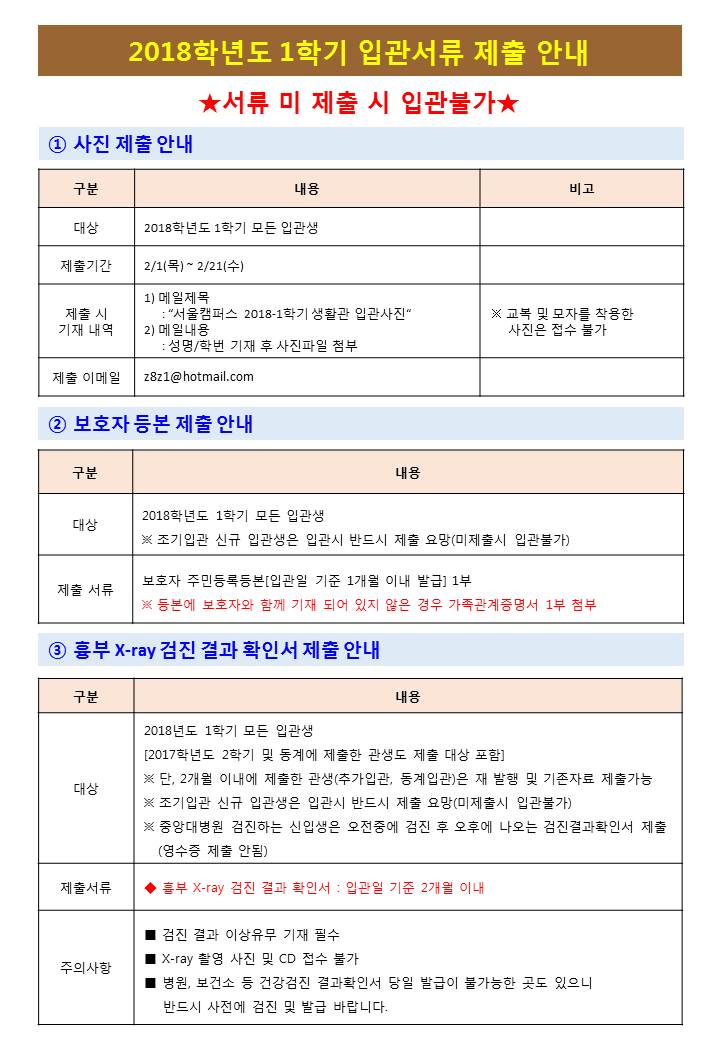 2018학년도 1학기 입관서류 제출 안내
★서류 미 제출 시 입관불가★
① 사진 제출 안내
구분 내용 비고
대상 2018학년도 1학기 모든 입관생
제출기간 2/1(목) ~ 2/21(수)
제출 시
기재 내역
1) 메일제목
: “서울캠퍼스 2018-1학기 생활관 입관사진“
2) 메일내용
: 성명/학번 기재 후 사진파일 첨부
※ 교복 및 모자를 착용한
사진은 접수 불가
제출 이메일 z8z1@hotmail.com
② 보호자 등본 제출 안내
구분 내용
대상
2018학년도 1학기 모든 입관생
※ 조기입관 신규 입관생은 입관시 반드시 제출 요망(미제출시 입관불가)
제출 서류
보호자 주민등록등본[입관일 기준 1개월 이내 발급] 1부
※ 등본에 보호자와 함께 기재 되어 있지 않은 경우 가족관계증명서 1부 첨부
③ 흉부 X-ray 검진 결과 확인서 제출 안내
구분 내용
대상
2018년도 1학기 모든 입관생
[2017학년도 2학기 및 동계에 제출한 관생도 제출 대상 포함]
※ 단, 2개월 이내에 제출한 관생(추가입관, 동계입관)은 재 발행 및 기존자료 제출가능
※ 조기입관 신규 입관생은 입관시 반드시 제출 요망(미제출시 입관불가)
※ 중앙대병원 검진하는 신입생은 오전중에 검진 후 오후에 나오는 검진결과확인서 제출
(영수증 제출 안됨)
제출서류 ◆ 흉부 X-ray 검진 결과 확인서 : 입관일 기준 2개월 이내
주의사항
■ 검진 결과 이상유무 기재 필수
■ X-ray 촬영 사진 및 CD 접수 불가
■ 병원, 보건소 등 건강검진 결과확인서 당일 발급이 불가능한 곳도 있으니
반드시 사전에 검진 및 발급 바랍니다.